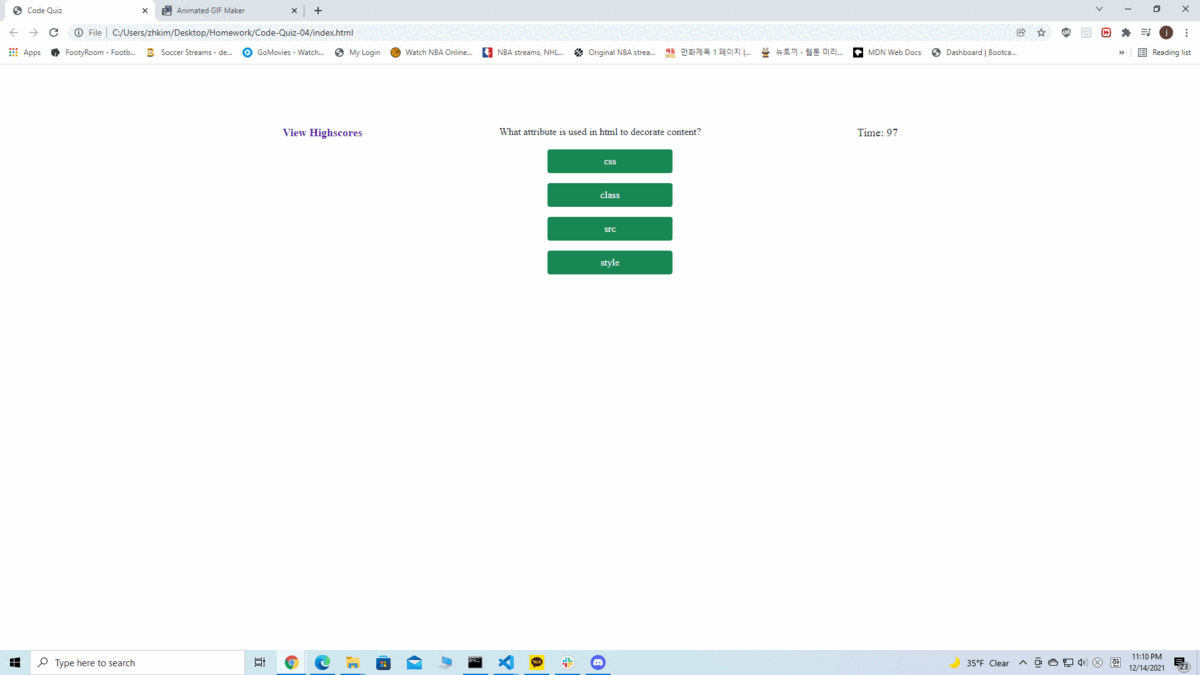 Code Quiz
Animated GIF Maker
File
C:/Users/zhkim/Desktop/Homework/Code-Quiz-04/index.html
Apps
FootyRoom - Footb...
Soccer Streams - de...
GoMovies - Watch...
My Login
Watch NBA Online...
NBA streams, NHL...
Original NBA strea...
만화제목 1 페이지 |...
뉴토끼 - 웹툰 미리...
MDN Web Docs
Dashboard | Bootca...
»
Reading list
View Highscores
What attribute is used in html to decorate content?
Time: 97
css
class
src
style
Type here to search
35°F Clear
11:10 PM
12/14/2021
23